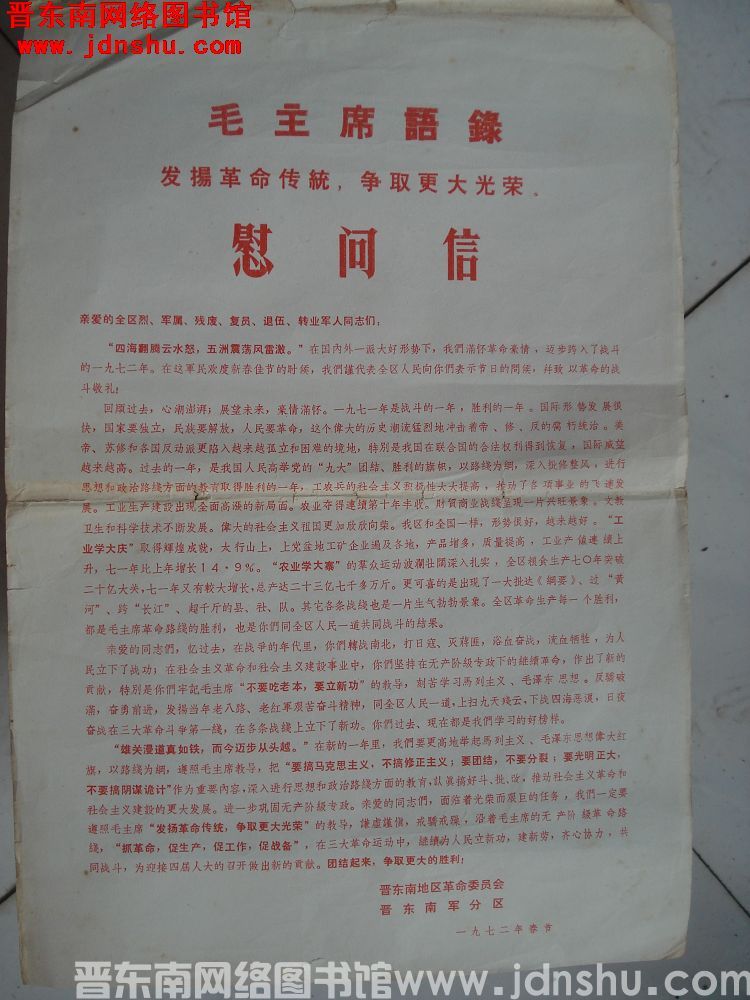 晋东南网络图书馆
www.jdnshu.com
毛主席語錄
发揚革命传統，争取更大光荣。
慰问信
亲爱的全区烈、军属、残废、复员、退伍、转业军人同志们：
“四海翻腾云水怒，五洲震荡风雷激。”在国内外一派大好形势下，我們滿怀革命豪情，迈步跨入了战斗
的一九七二年。在这軍民欢度新春佳节的时候，我們謹代表全区人民向你們表示节日的問候，幷致以革命的战
斗敬礼！
回顾过去，心潮澎湃，展望未来，豪情滿怀。一九七一年是战斗的一年，胜利的一年。国际形势发展很
快，国家要独立，民族要解放，人民要革命，这个偉大的历史潮流猛烈地冲击着帝、修、反的腐朽統治。美
帝、苏修和各国反动派更陷入越来越孤立和困难的境地，特別是我国在联合国的合法权利得到恢复，国际威望
越来越高。过去的一年，是我国人民高举党的“九大”团结、胜利的旗帜，以路线为綱，深入批修整风，进行
思想和政治路线方面的教育取得胜利的一年，工农兵的社会主义积极性大大提高，推动了各项事业的飞速发
展。工业生产建設出现全面高漲的新局面。农业夺得連續第十年丰收。財貿商业战线呈现一片兴旺景象。文教
卫生和科学技术不断发展。偉大的社会主义祖国更加欣欣向荣。我区和全国一样，形势很好，越来越好。“工
业学大庆”取得輝煌成就，太行山上，上党盆地工矿企业遍及各地，产品增多，质量提高，工业产值連續上
升，七一年比上年增长14·9％。“农业学大寨”的羣众运动波瀾壮闊深入扎实，全区粮食生产七〇年突破
二十亿大关，七一年又有較大增长，总产达二十三亿七千多万斤。更可喜的是出现了一大批达《綱要》、过“黄
河”、跨“长江”、超千斤的县、社、队。其它各条战线也是一片生气勃勃景象。全区革命生产每一个胜利，
都是毛主席革命路线的胜利，也是你們同全区人民一道共同战斗的結果。
亲爱的同志們，忆过去，在战爭的年代里，你們轉战南北，打日寇、灭蒋匪，浴血奋战，流血牺牲，为人
民立下了战功；在社会主义革命和社会主义建設事业中，你們坚持在无产阶级专政下的继續革命，作出了新的
貢献，特別是你們牢記毛主席“不要吃老本，要立新功”的教导，刻苦学习馬列主义、毛泽东思想。反驕破
滿，奋勇前进，发揚当年老八路、老紅軍艰苦奋斗精神，同全区人民一道，上扫九天残云，下战四海恶浪，日夜
奋战在三大革命斗爭第一线，在各条战线上立下了新功。你們过去、现在都是我們学习的好榜样。
“雄关漫道真如铁，而今迈步从头越。”在新的一年里，我們要更高地举起馬列主义、毛泽东思想偉大紅
旗，以路线为綱，遵照毛主席教导，把“要搞马克思主义，不搞修正主义；要团结，不要分裂；要光明正大，
不要搞阴谋诡计”作为重要內容，深入进行思想和政治路线方面的教育，认真搞好斗、批、改，推动社会主义革命和
社会主义建設的更大发展。进一步巩固无产阶级专政。亲爱的同志們，面临着光荣而艰巨的任务，我們一定要
遵照毛主席“发扬革命传统，争取更大光荣”的教导，謙虛謹愼，戒驕戒躁，沿着毛主席的无产阶级革命路
线，“抓革命，促生产，促工作，促战备”，在三大革命运动中，継續为人民立新功，建新势，齐心协力，共
同战斗，为迎接四届人大的召开做出新的貢献。团结起来，争取更大的胜利！
晋东南地区革命委员会
晋东南军分区
一九七二年春节
晋东南网络图书馆www.jdnshu.com